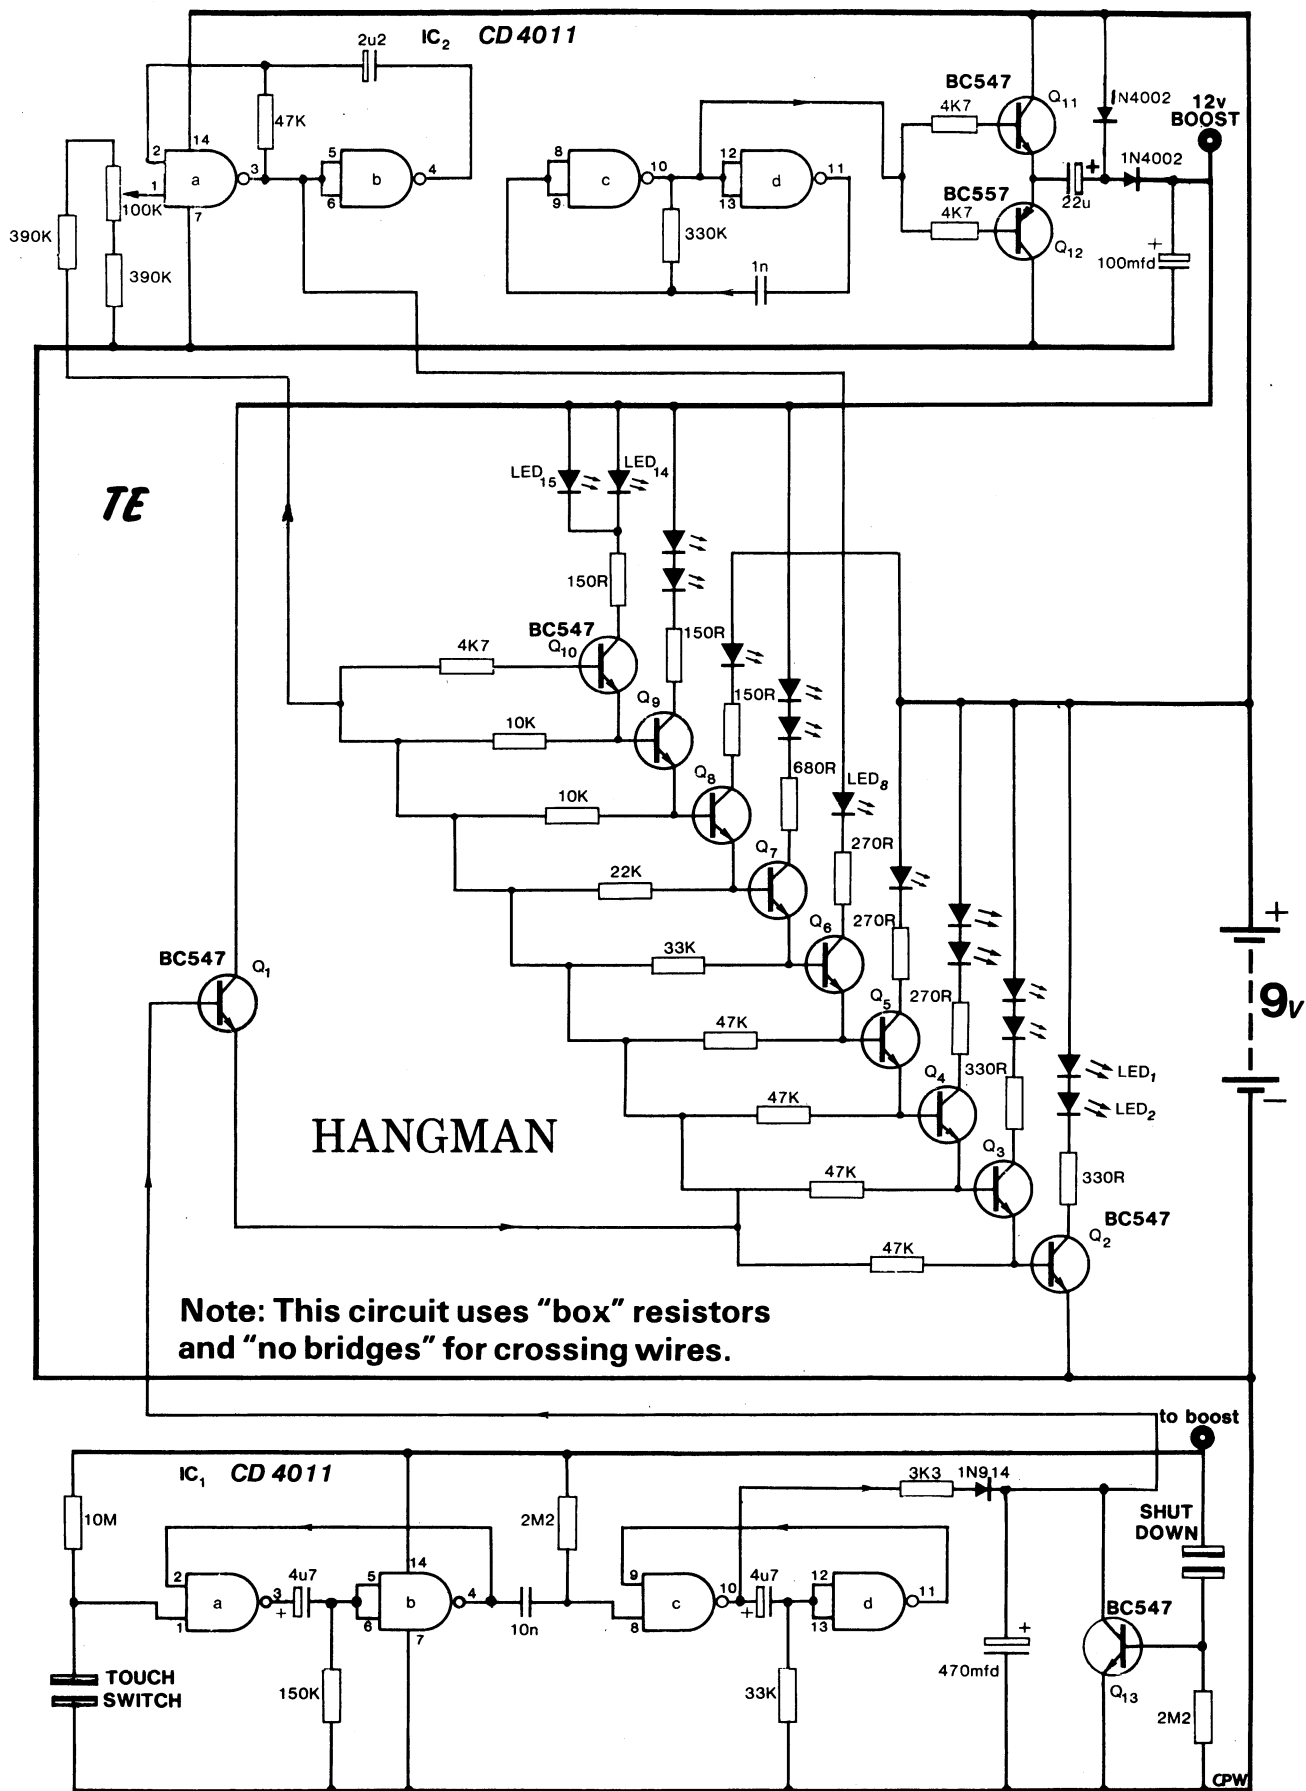 2u2
IC2 CD 4011
BC547
Q11
1N4002
12v
BOOST
4K7
47K
14
2
3
1
a
7
5
6
b
4
8
9
c
10
12
13
d
11
22u
1N4002
BC557
4K7
Q12
100K
390K
390K
330K
1n
100mfd
TE
LED15
LED14
150R
BC547
Q10
4K7
150R
Q9
10K
150R
Q8
10K
680R
LED8
Q7
22K
270R
Q6
33K
270R
BC547
Q1
Q5
47K
270R
Q4
47K
330R
LED1
LED2
Q3
47K
330R
Q2
BC547
47K
+
9v
−
HANGMAN
Note: This circuit uses “box” resistors
and “no bridges” for crossing wires.
to boost
IC1 CD 4011
10M
2M2
3K3
1N914
SHUT
DOWN
2
1
a
3
4u7
+
5
6
b
14
7
4
10n
9
8
c
10
4u7
+
12
13
d
11
TOUCH
SWITCH
150K
33K
470mfd
+
BC547
Q13
2M2
CPW